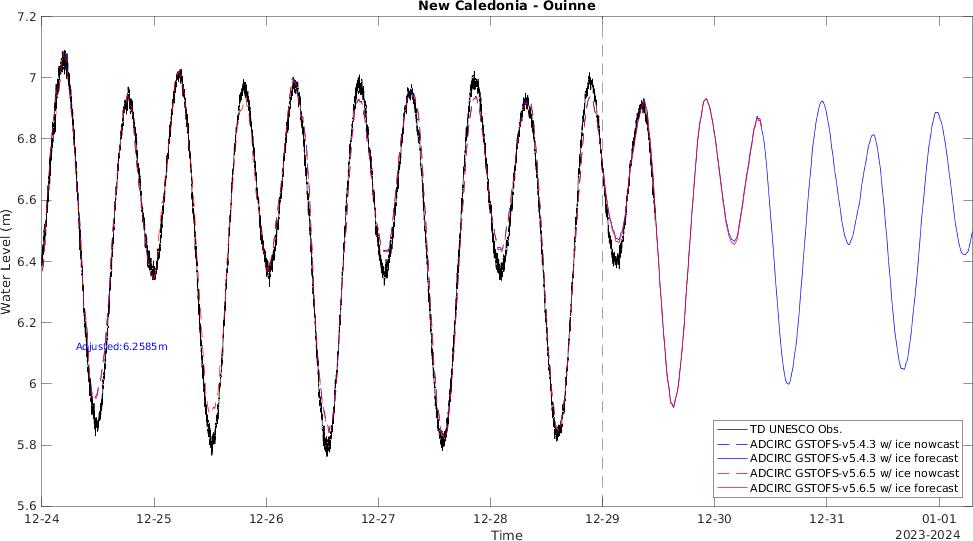 New Caledonia - Ouinne
7.2
7
6.8
6.6
6.4
6.2
6
5.8
5.6
Water Level (m)
Adjusted:6.2585m
TD UNESCO Obs.
ADCIRC GSTOFS-v5.4.3 w/ ice nowcast
ADCIRC GSTOFS-v5.4.3 w/ ice forecast
ADCIRC GSTOFS-v5.6.5 w/ ice nowcast
ADCIRC GSTOFS-v5.6.5 w/ ice forecast
12-24 12-25 12-26 12-27 12-28 12-29 12-30 12-31 01-01
Time
2023-2024